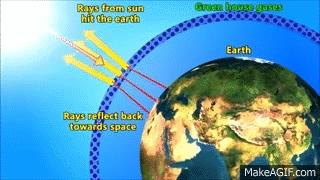 Rays from sun
hit the earth
Green house gases
Earth
Rays reflect back
towards space
MakeAGIF.com